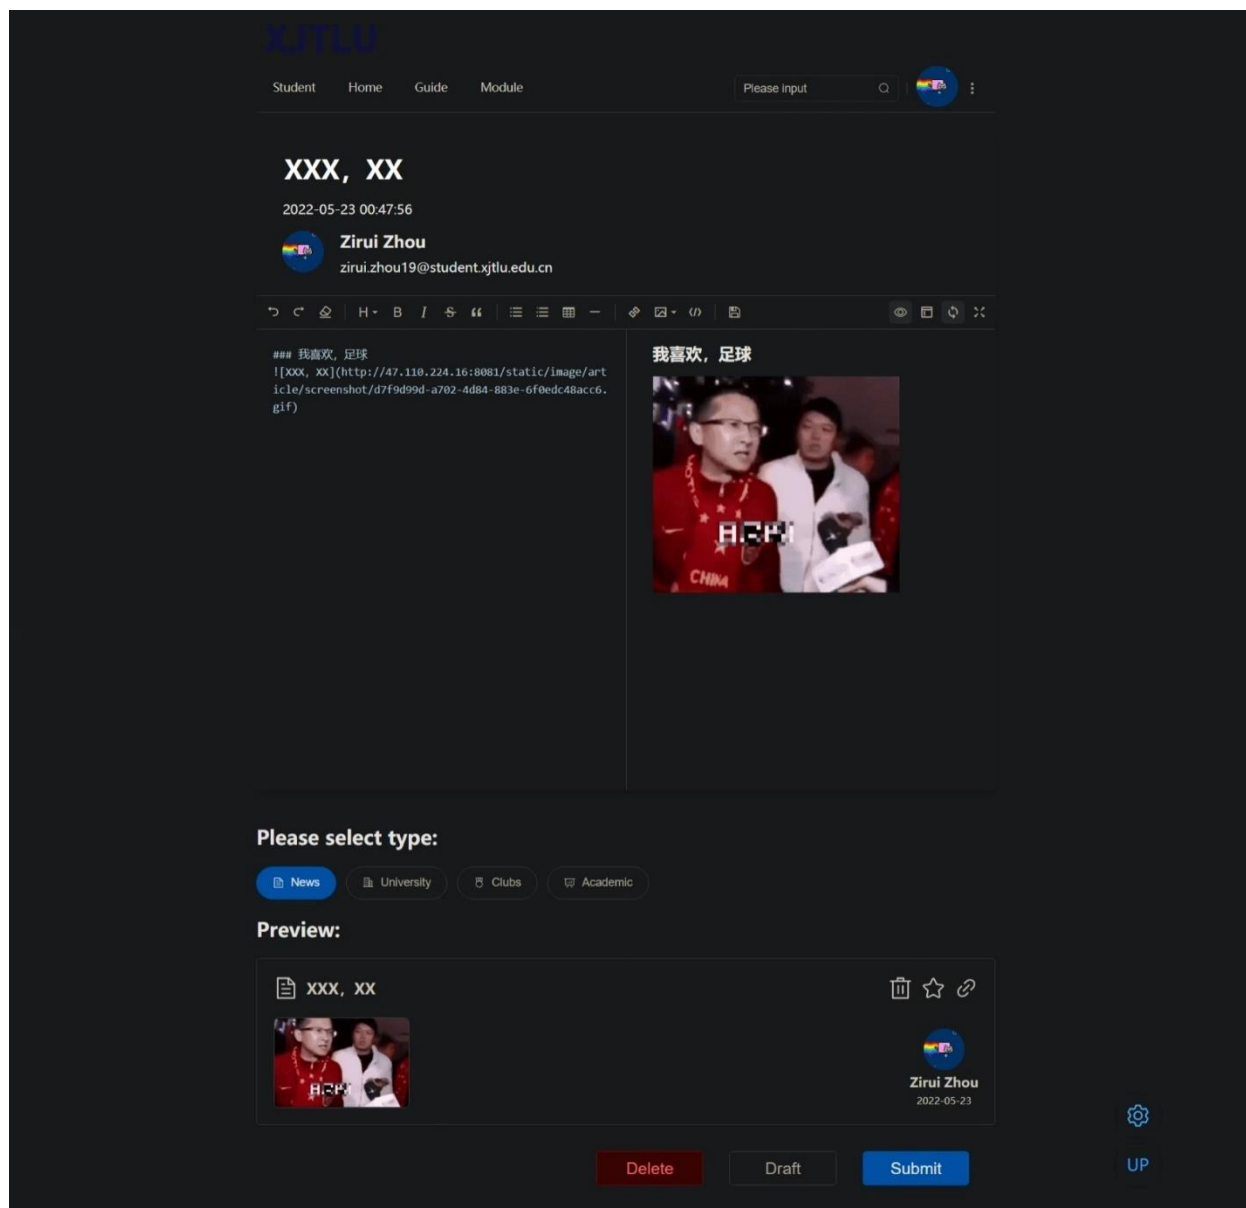 XJTLU
Student Home Guide Module Please input
XXX，XX
2022-05-23 00:47:56
Zirui Zhou
zirui.zhou19@student.xjtlu.edu.cn
### 我喜欢，足球
![XXX, XX](http://47.110.224.16:8081/static/image/art
icle/screenshot/d7f9d99d-a702-4d84-883e-6f0edc48acc6.
gif)
我喜欢，足球
CHINA
Please select type:
News University Clubs Academic
Preview:
XXX，XX
Zirui Zhou
2022-05-23
Delete Draft Submit
UP